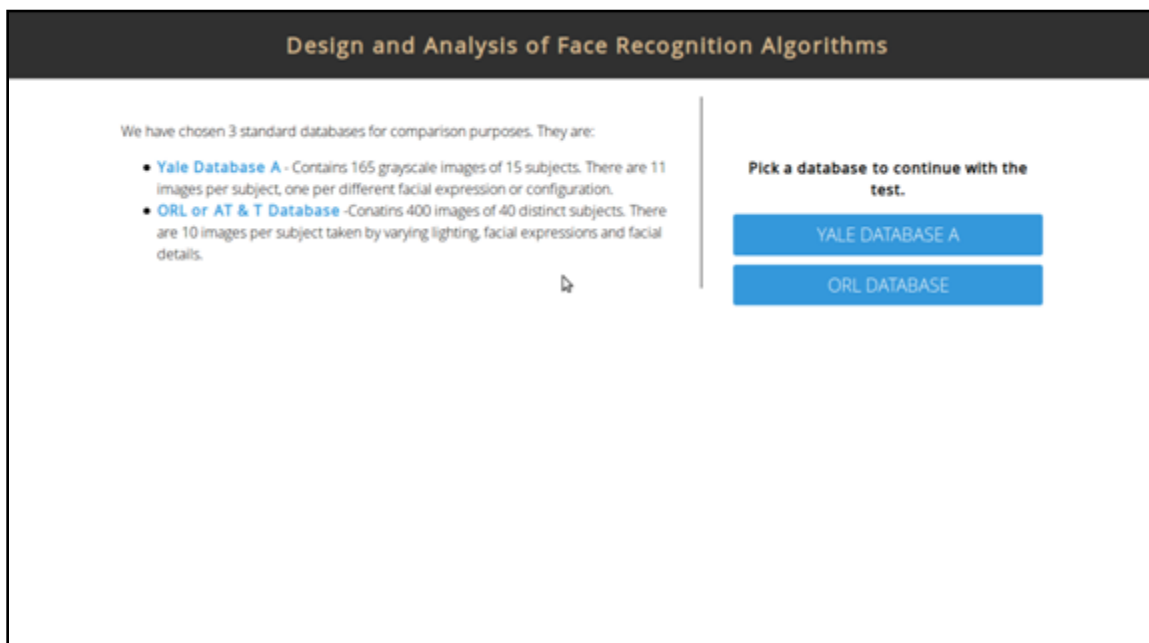 Design and Analysis of Face Recognition Algorithms
We have chosen 3 standard databases for comparison purposes. They are:
• Yale Database A - Contains 165 grayscale images of 15 subjects. There are 11
images per subject, one per different facial expression or configuration.
• ORL or AT & T Database -Conatins 400 images of 40 distinct subjects. There
are 10 images per subject taken by varying lighting, facial expressions and facial
details.
Pick a database to continue with the
test.
YALE DATABASE A
ORL DATABASE